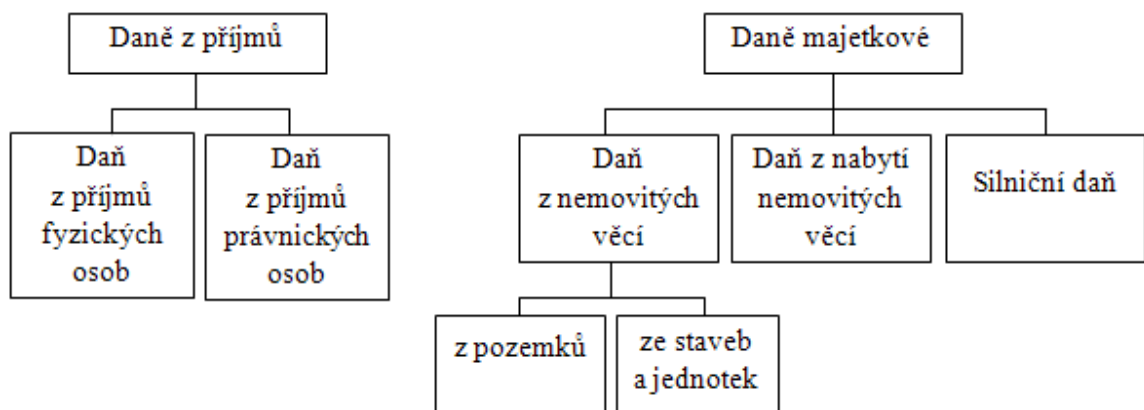 Daně z příjmů
Daň
z příjmů
fyzických
osob
Daň
z příjmů
právnických
osob
Daně majetkové
Daň
z nemovitých
věcí
Daň z nabytí
nemovitých
věcí
Silniční daň
z pozemků
ze staveb
a jednotek